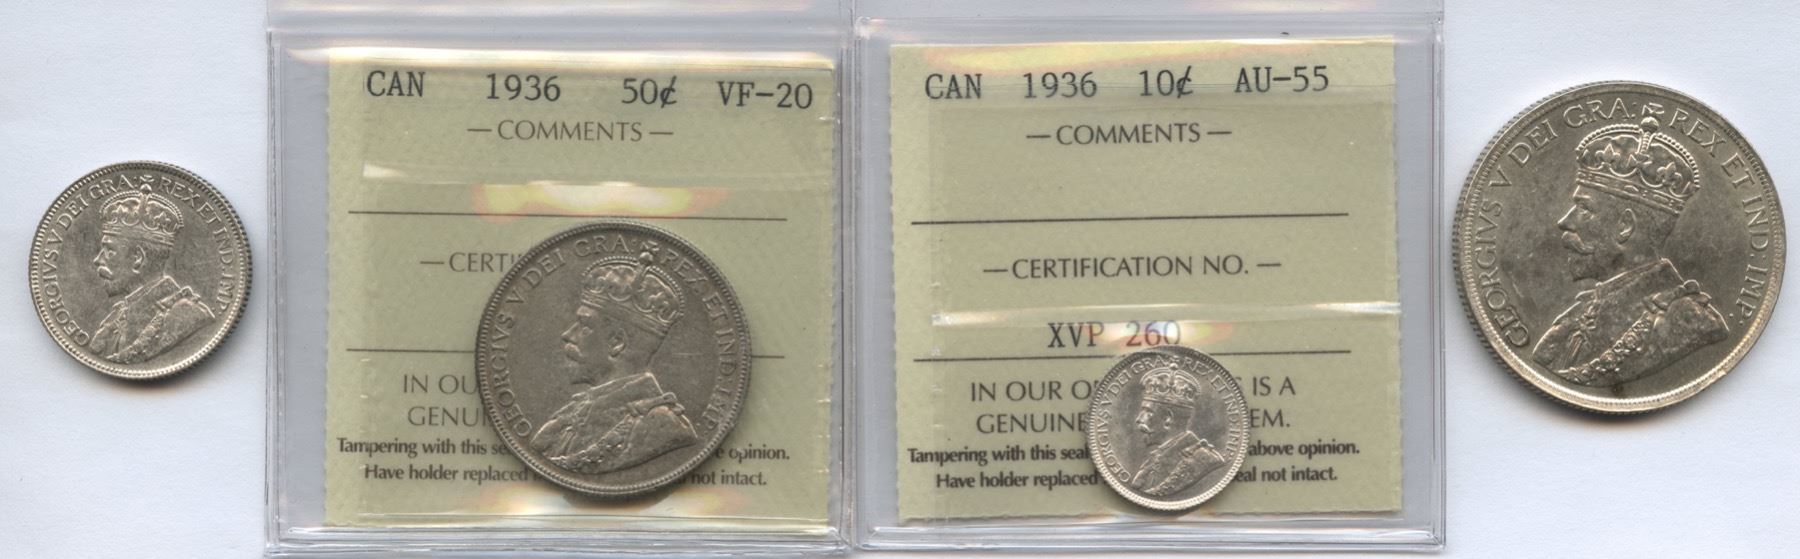 GEORGIVS V DEI GRA: REX ET IND: IMP:
CAN 1936 50¢ VF-20
— COMMENTS —
— CERTI
IN OU
GENUI
Tampering with this se e opinion.
Have holder replaced not intact.
GEORGIVS V DEI GRA: REX ET IND: IMP:
CAN 1936 10¢ AU-55
— COMMENTS —
— CERTIFICATION NO. —
XVP 260
IN OUR O IS A
GENUINE EM.
Tampering with this seal above opinion.
Have holder replaced eal not intact.
GEORGIVS V DEI GRA: REX ET IND: IMP:
GEORGIVS V DEI GRA: REX ET IND: IMP: